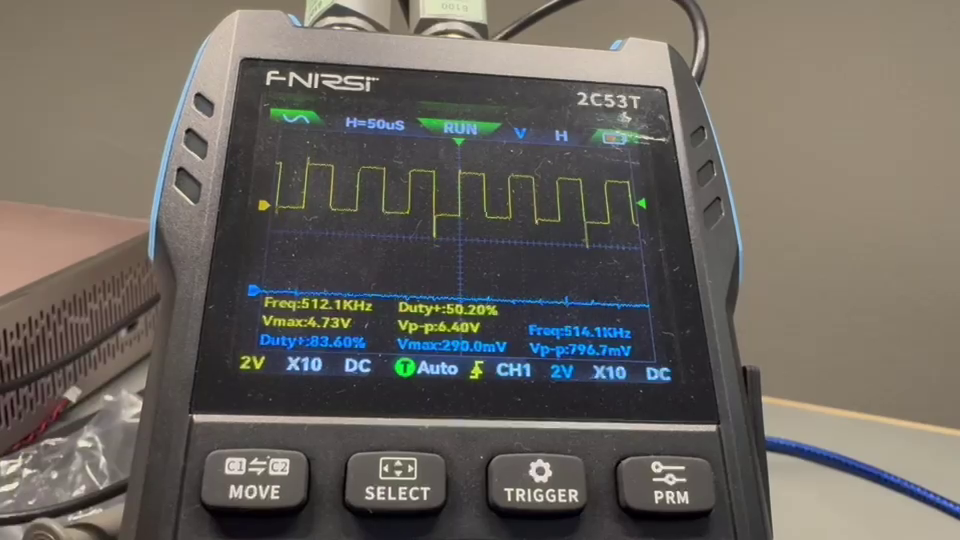 FNIRSI
2C53T
H=50uS RUN V H
Freq:512.1KHz Duty+:50.20%
Vmax:4.73V Vp-p:6.40V Freq:514.1KHz
Duty+:83.60% Vmax:290.0mV Vp-p:796.7mV
2V X10 DC T Auto CH1 2V X10 DC
C1 C2
MOVE SELECT TRIGGER PRM